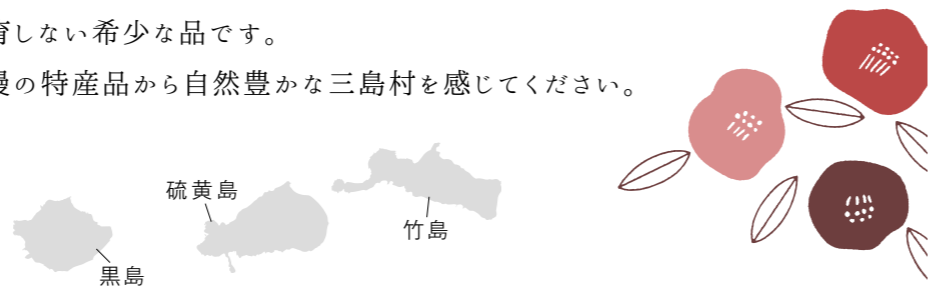 しない希少な品です。
の特産品から自然豊かな三島村を感じてください。
硫黄島
竹島
黒島